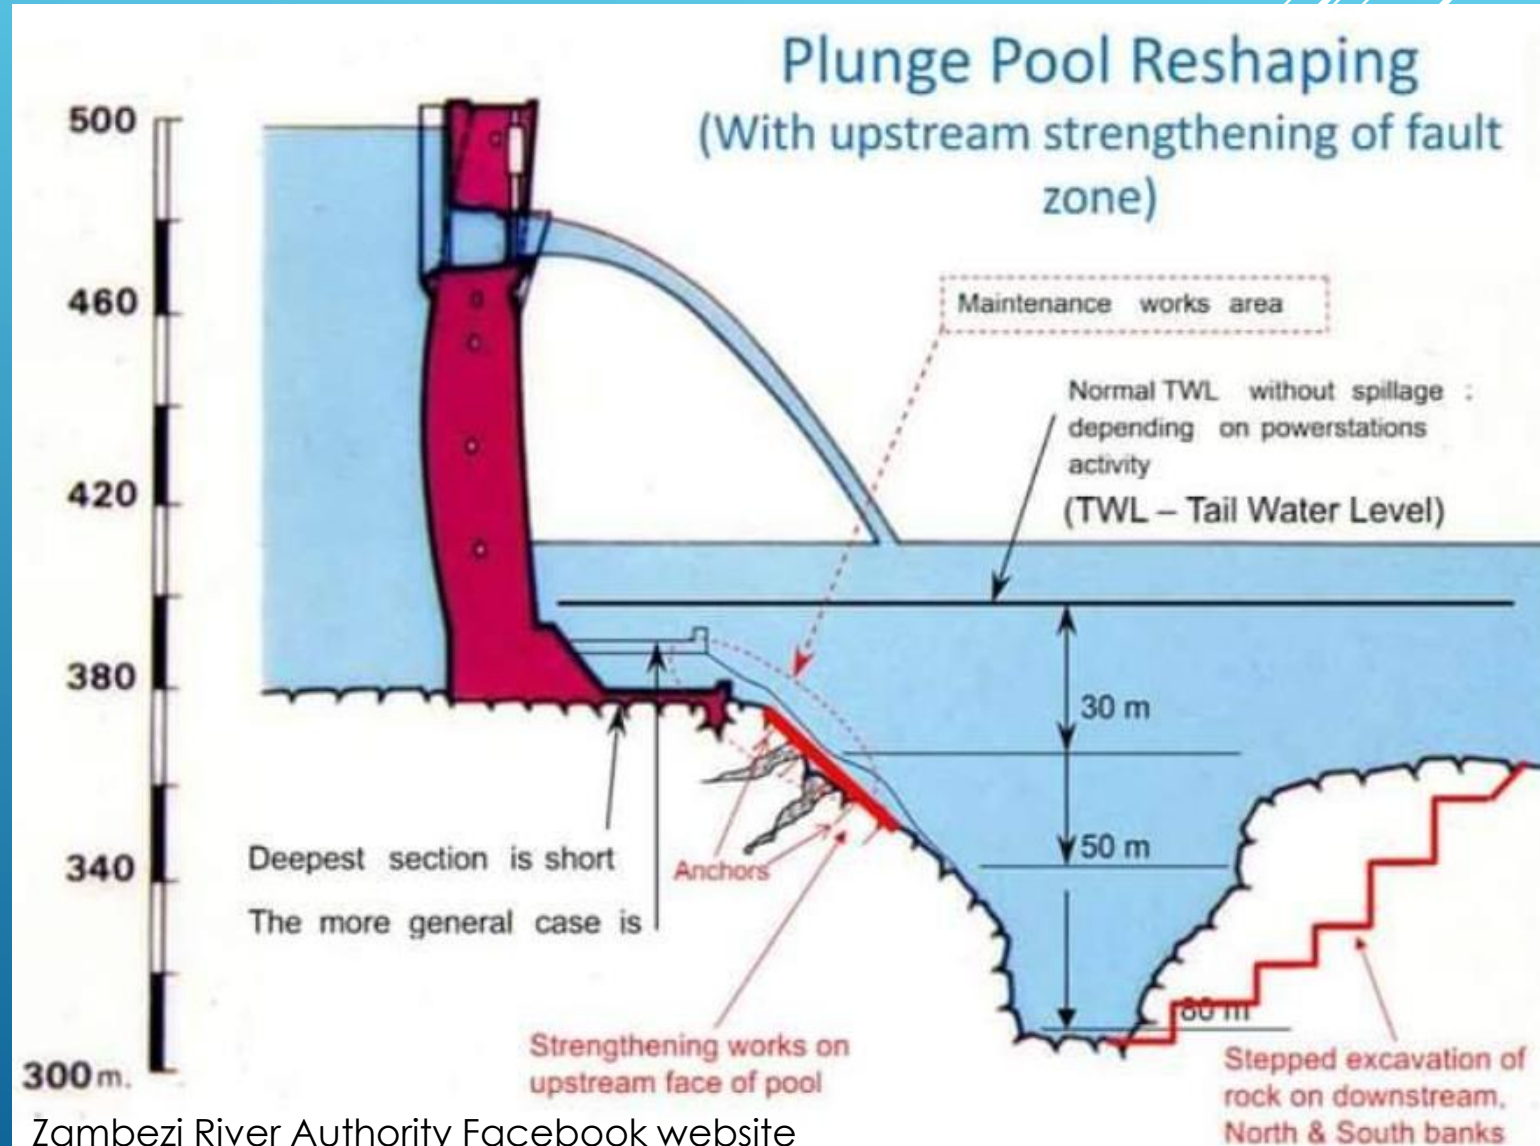 Plunge Pool Reshaping
(With upstream strengthening of fault
zone)
500
460
420
380
340
300 m.
Maintenance works area
Normal TWL without spillage :
depending on powerstations
activity
(TWL – Tail Water Level)
30 m
50 m
80 m
Deepest section is short
The more general case is
Anchors
Strengthening works on
upstream face of pool
Stepped excavation of
rock on downstream,
North & South banks
Zambezi River Authority Facebook website